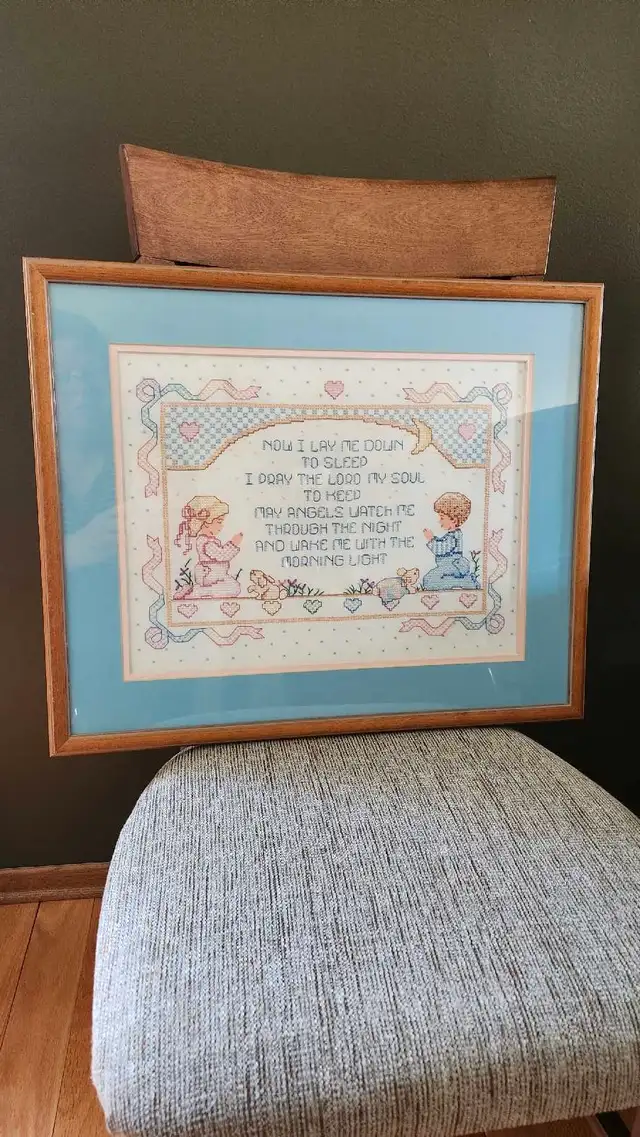 NOW I LAY ME DOWN
TO SLEEP
I PRAY THE LORD MY SOUL
TO KEEP
MAY ANGELS WATCH ME
THROUGH THE NIGHT
AND WAKE ME WITH THE
MORNING LIGHT